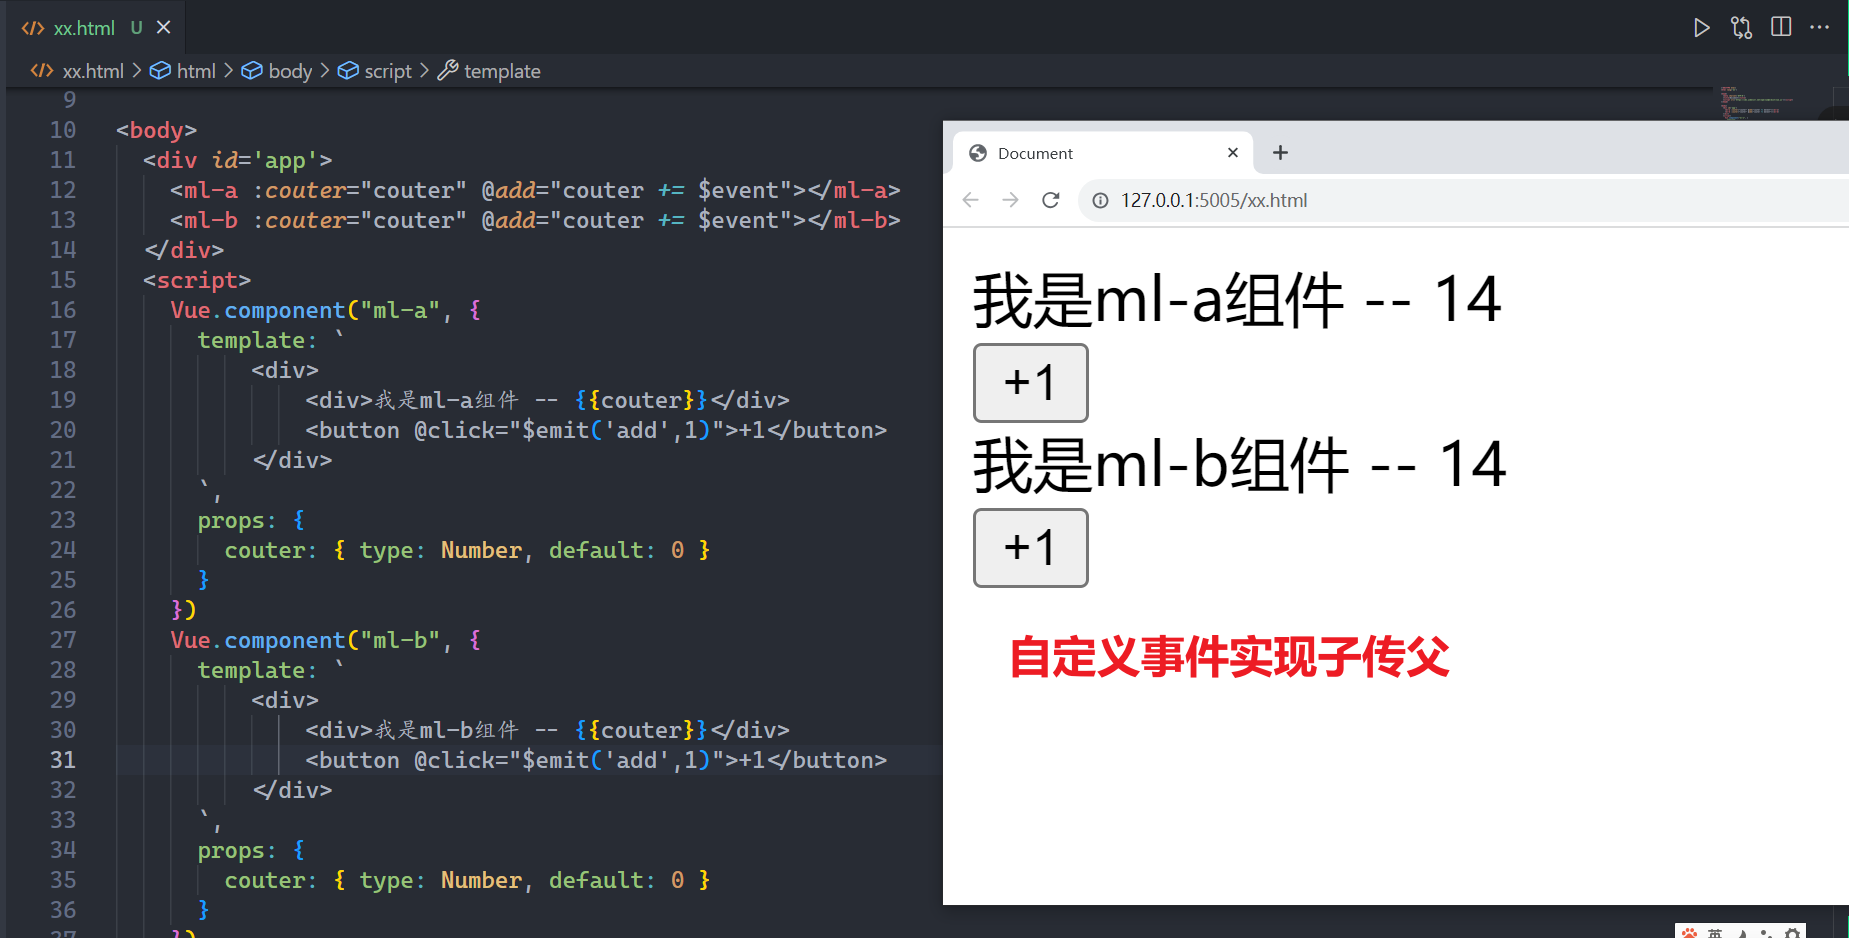 xx.html U
xx.html html body script template
9
10 <body>
11 <div id='app'>
12 <ml-a :couter="couter" @add="couter += $event"></ml-a>
13 <ml-b :couter="couter" @add="couter += $event"></ml-b>
14 </div>
15 <script>
16 Vue.component("ml-a", {
17 template: `
18 <div>
19 <div>我是ml-a组件 -- {{couter}}</div>
20 <button @click="$emit('add',1)">+1</button>
21 </div>
22 `,
23 props: {
24 couter: { type: Number, default: 0 }
25 }
26 })
27 Vue.component("ml-b", {
28 template: `
29 <div>
30 <div>我是ml-b组件 -- {{couter}}</div>
31 <button @click="$emit('add',1)">+1</button>
32 </div>
33 `,
34 props: {
35 couter: { type: Number, default: 0 }
36 }
37 })
Document
127.0.0.1:5005/xx.html
我是ml-a组件 -- 14
+1
我是ml-b组件 -- 14
+1
自定义事件实现子传父
英